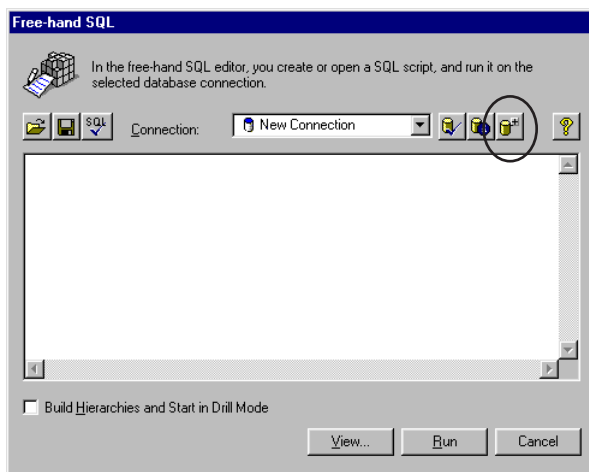 Free-hand SQL
In the free-hand SQL editor, you create or open a SQL script, and run it on the
selected database connection.
SQL Connection: New Connection ?
Build Hierarchies and Start in Drill Mode
View... Run Cancel